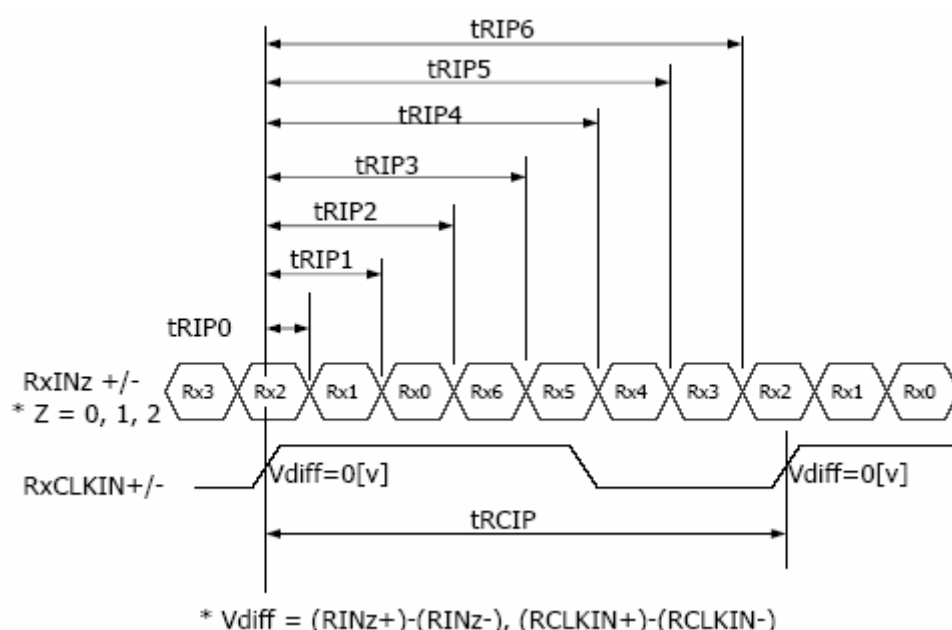 tRIP6
tRIP5
tRIP4
tRIP3
tRIP2
tRIP1
tRIP0
RxINz +/- Rx3 Rx2 Rx1 Rx0 Rx6 Rx5 Rx4 Rx3 Rx2 Rx1 Rx0
* Z = 0, 1, 2
Vdiff=0[v] Vdiff=0[v]
RxCLKIN+/-
tRCIP
* Vdiff = (RINz+)-(RINz-), (RCLKIN+)-(RCLKIN-)